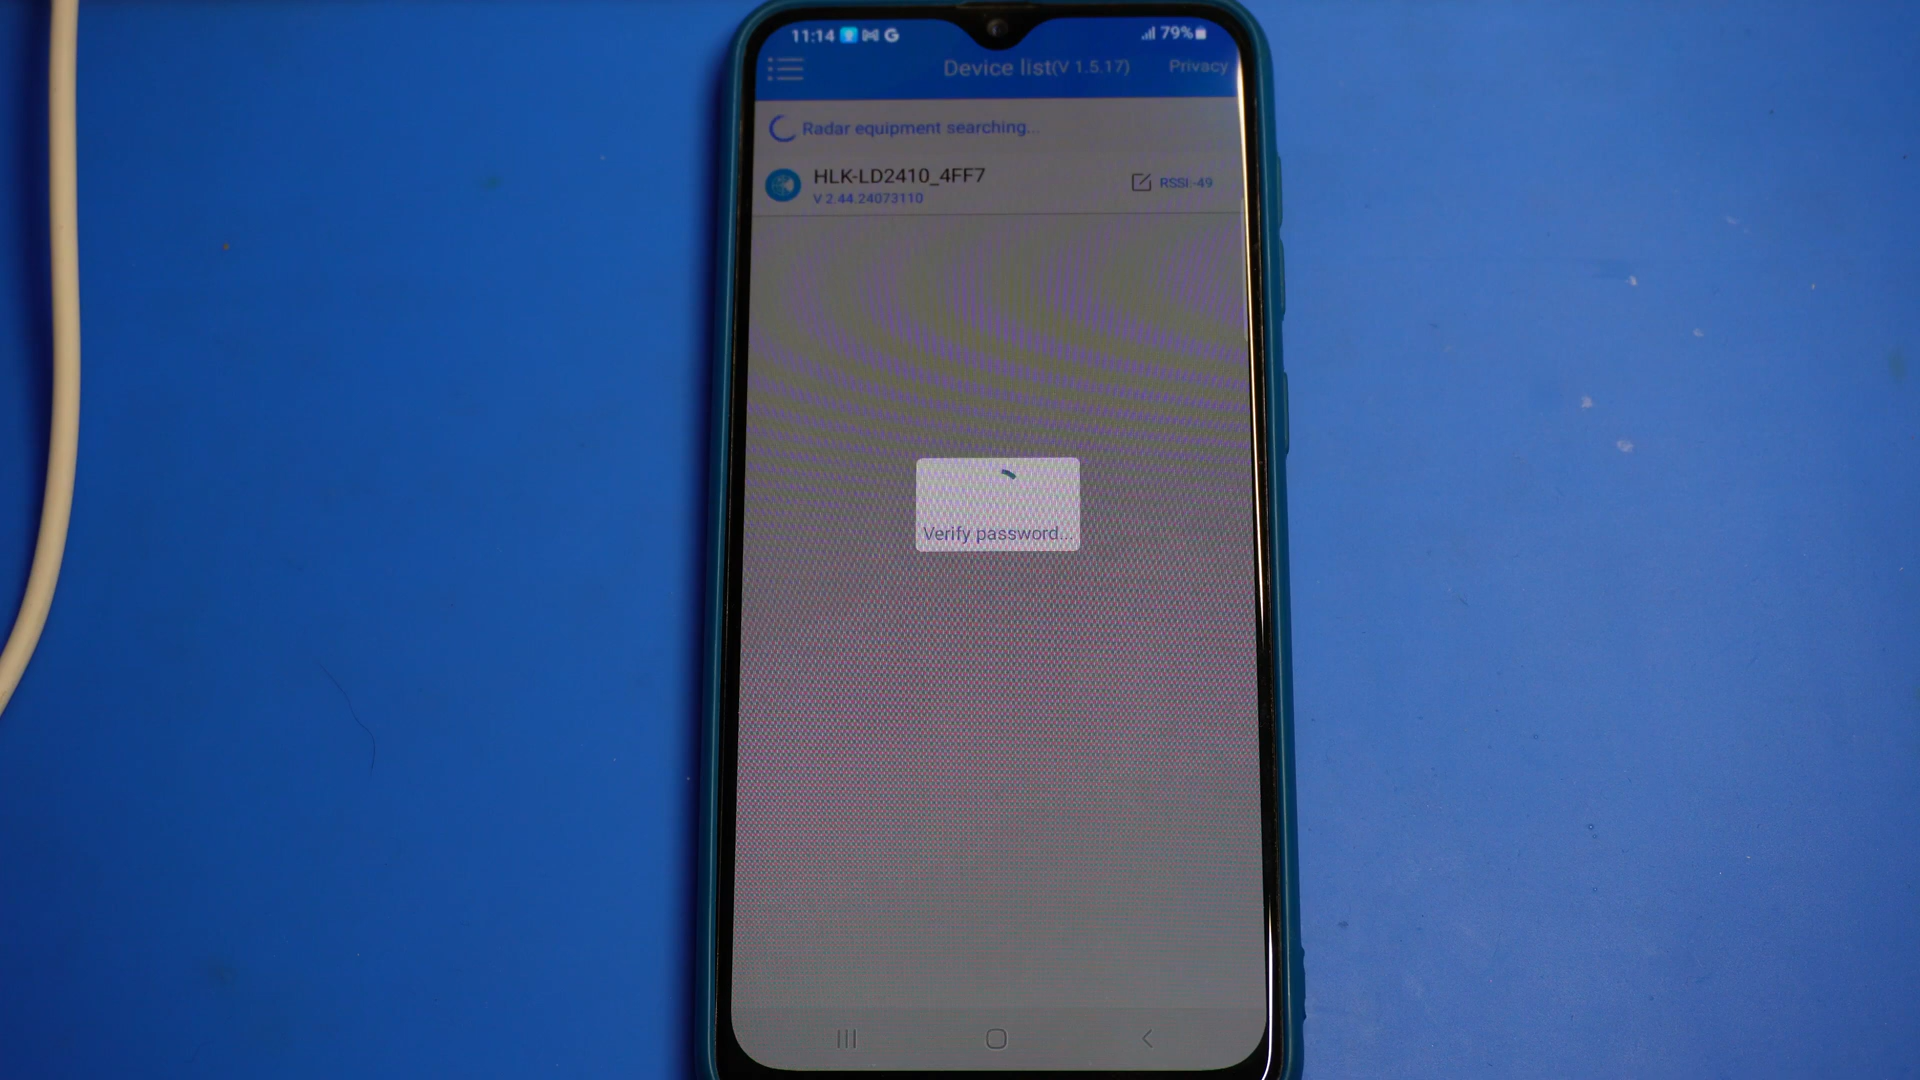 11:14 79%
Device list(V 1.5.17) Privacy
Radar equipment searching...
HLK-LD2410_4FF7
RSSI:-49
V 2.44.24073110
Verify password...